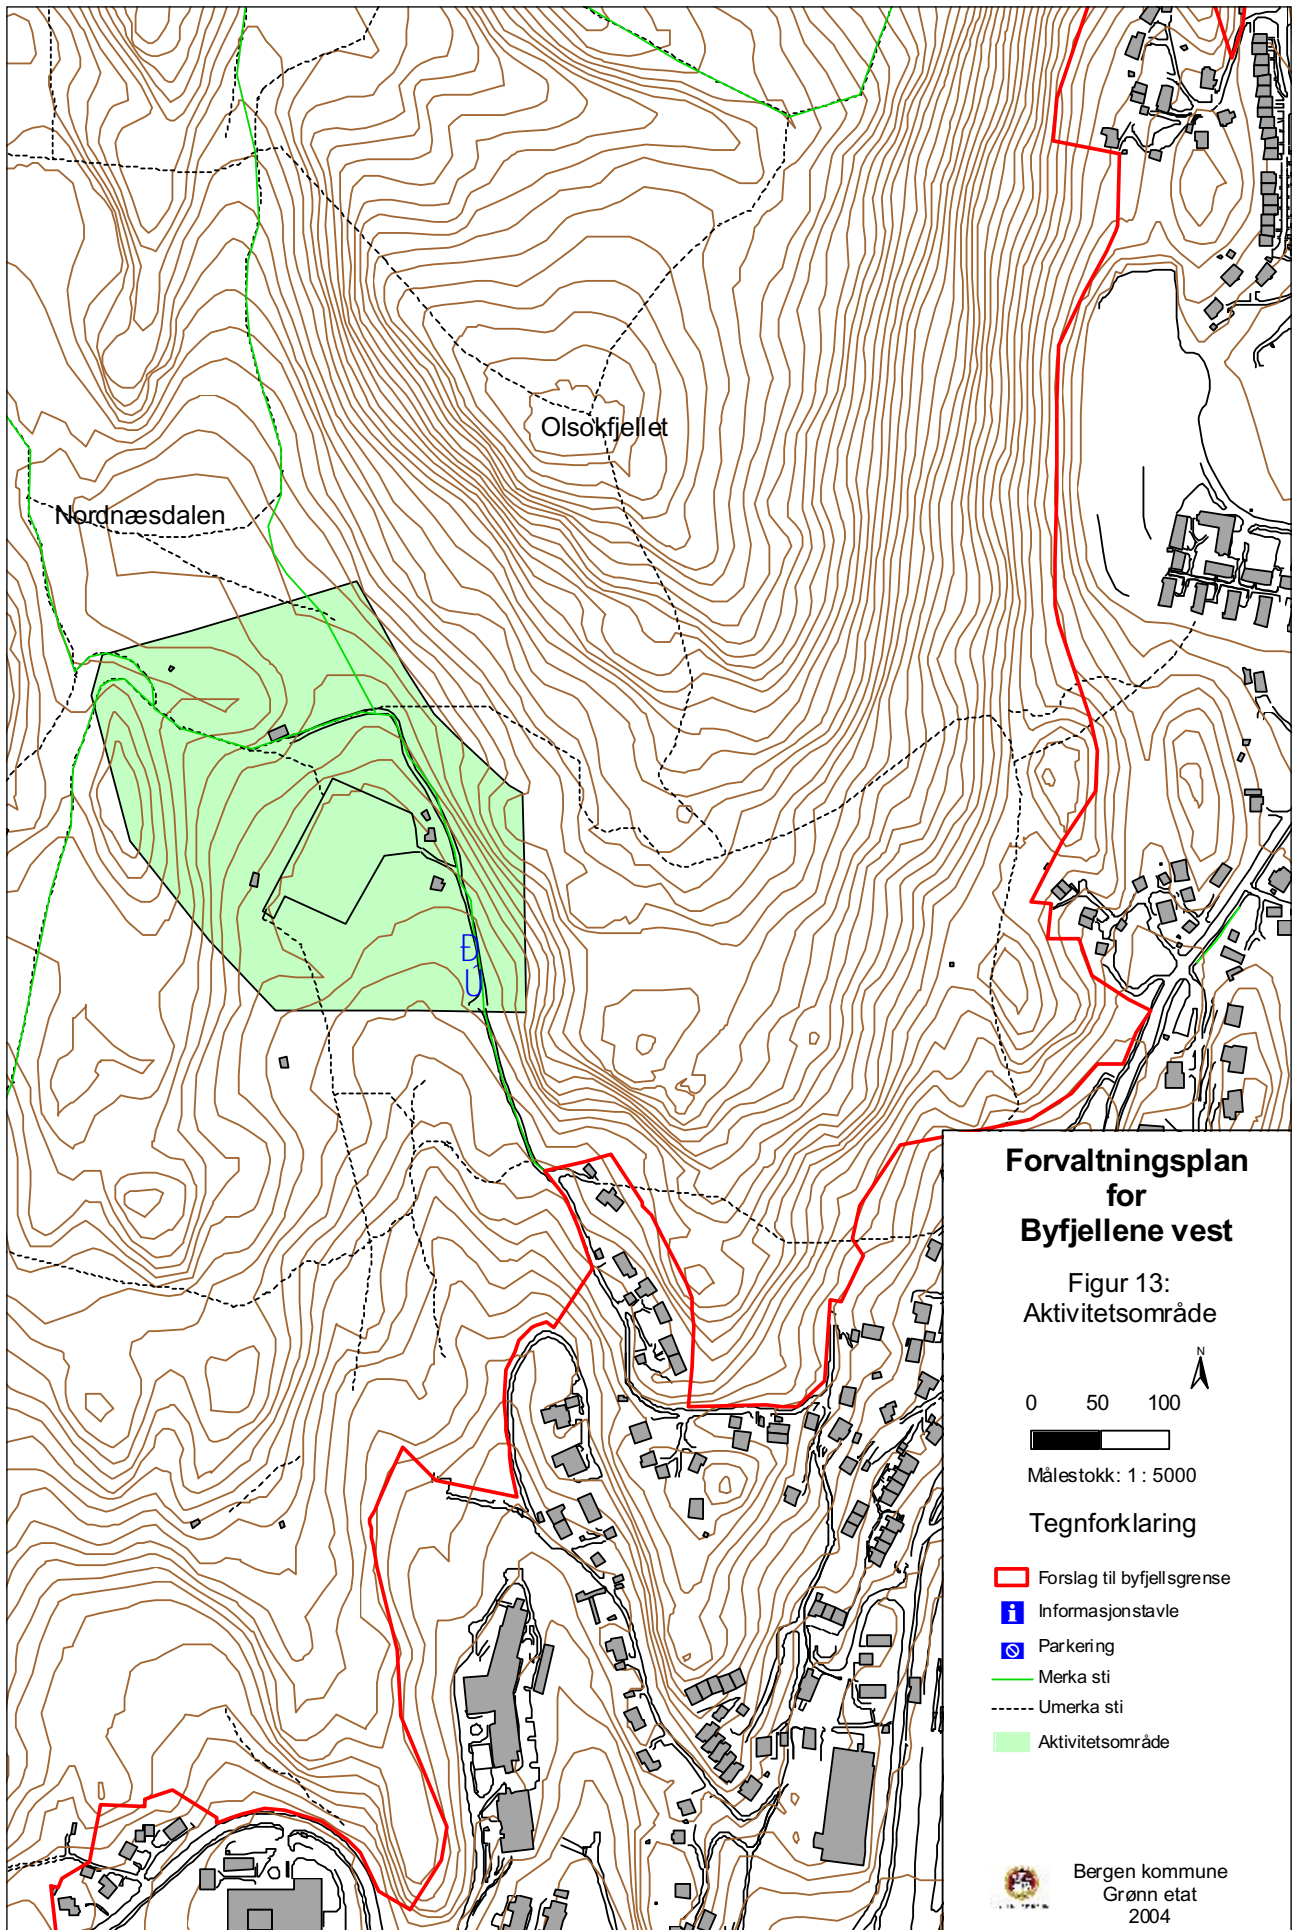 Olsokfjellet
Nordnæsdalen
Đ
Ú
Forvaltningsplan
for
Byfjellene vest
Figur 13:
Aktivitetsområde
N
0 50 100
Målestokk: 1 : 5000
Tegnforklaring
Forslag til byfjellsgrense
i Informasjonstavle
Parkering
Merka sti
Umerka sti
Aktivitetsområde
Bergen kommune
Grønn etat
2004